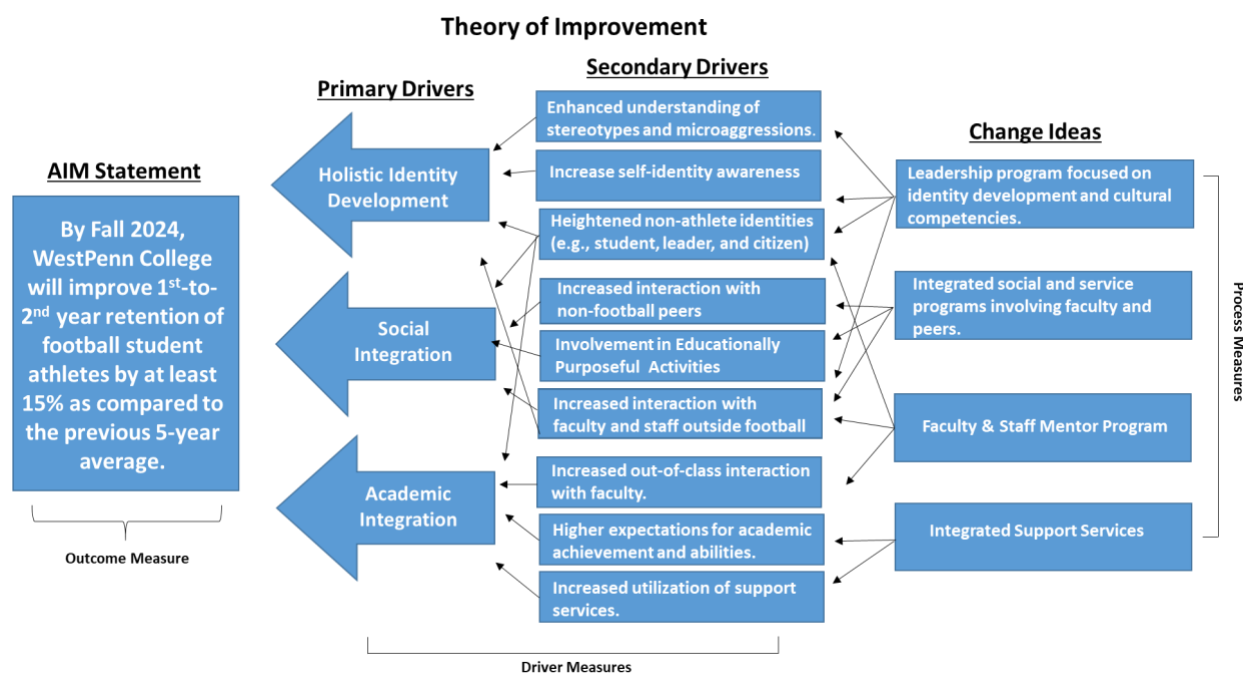 Theory of Improvement
AIM Statement
By Fall 2024,
WestPenn College
will improve 1st-to-
2nd year retention of
football student
athletes by at least
15% as compared to
the previous 5-year
average.
Outcome Measure
Primary Drivers
Holistic Identity
Development
Social
Integration
Academic
Integration
Secondary Drivers
Enhanced understanding of
stereotypes and microaggressions.
Increase self-identity awareness
Heightened non-athlete identities
(e.g., student, leader, and citizen)
Increased interaction with
non-football peers
Involvement in Educationally
Purposeful Activities
Increased interaction with
faculty and staff outside football
Increased out-of-class interaction
with faculty.
Higher expectations for academic
achievement and abilities.
Increased utilization of support
services.
Driver Measures
Change Ideas
Leadership program focused on
identity development and cultural
competencies.
Integrated social and service
programs involving faculty and
peers.
Faculty & Staff Mentor Program
Integrated Support Services
Process Measures